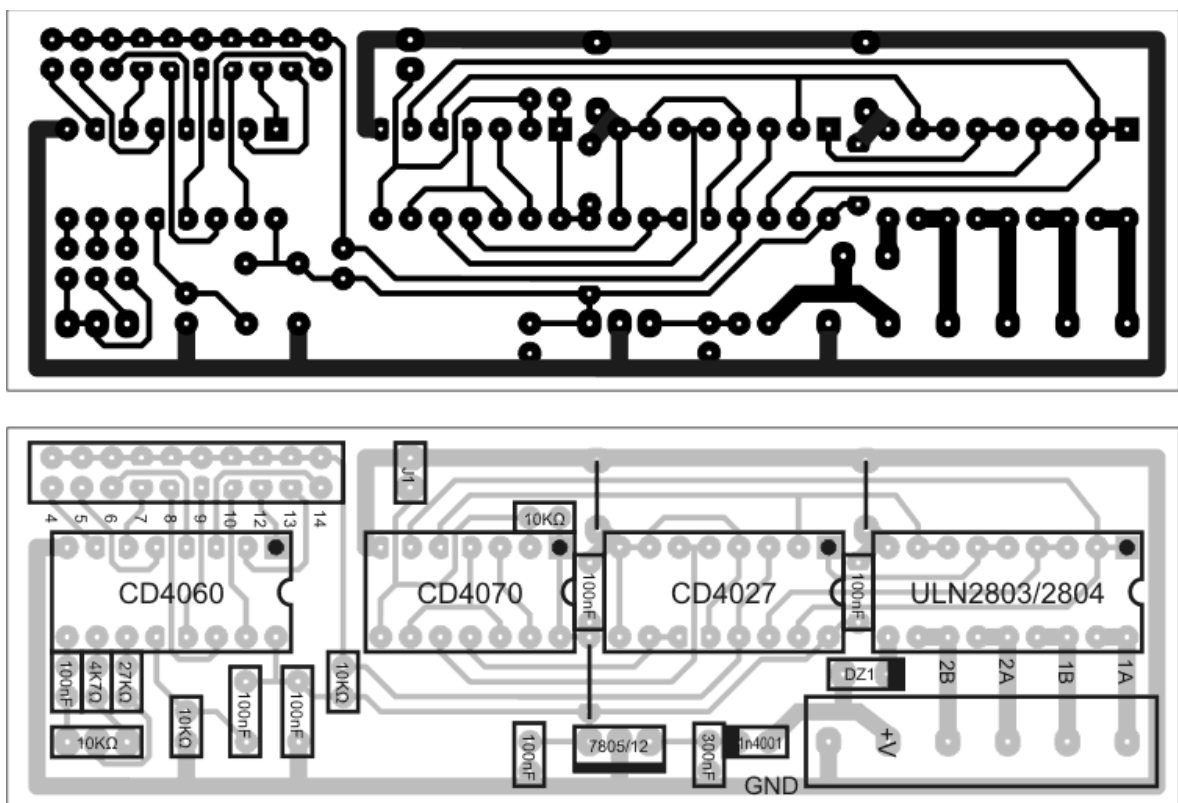 J1
4 5 6 7 8 9 10 12 13 14
10KΩ
CD4060
CD4070
100nF
CD4027
100nF
ULN2803/2804
100nF
4K7Ω
27KΩ
10KΩ
DZ1
2B
2A
1B
1A
10KΩ
10KΩ
100nF
100nF
100nF
7805/12
300nF
1n4001
+V
GND